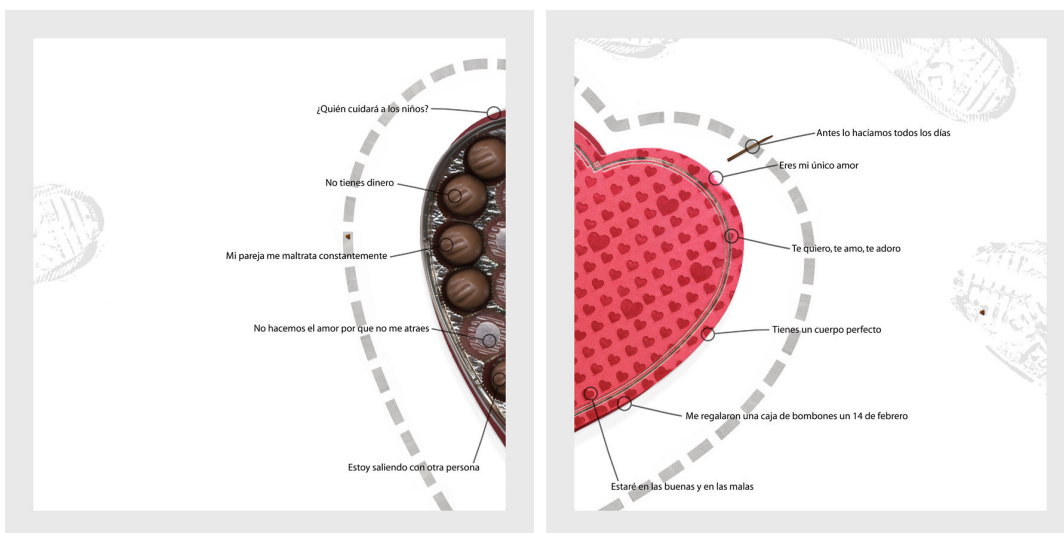 ¿Quién cuidará a los niños?
No tienes dinero
Mi pareja me maltrata constantemente
No hacemos el amor por que no me atraes
Estoy saliendo con otra persona
Antes lo hacíamos todos los días
Eres mi único amor
Te quiero, te amo, te adoro
Tienes un cuerpo perfecto
Me regalaron una caja de bombones un 14 de febrero
Estaré en las buenas y en las malas